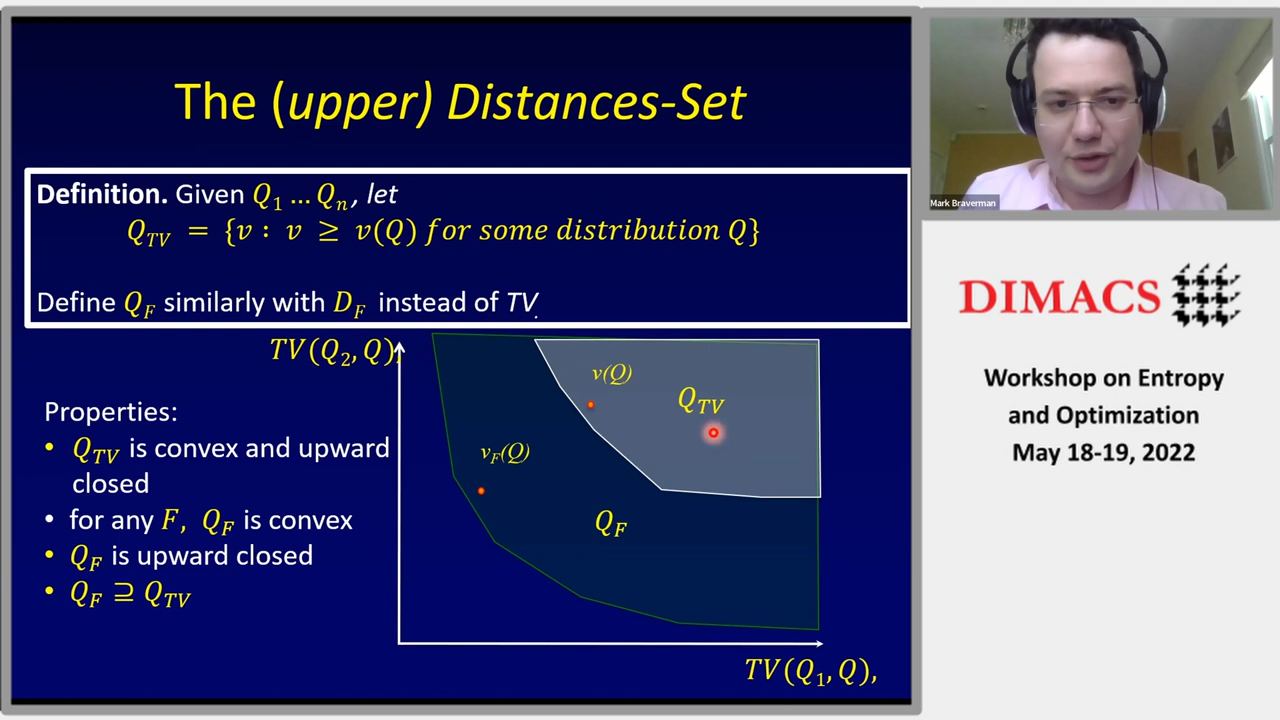 The (upper) Distances-Set
Definition. Given Q₁ … Qₙ, let
Q_TV = {v : v ≥ v(Q) for some distribution Q}
Define Q_F similarly with D_F instead of TV.
TV(Q₂, Q),
Properties:
• Q_TV is convex and upward
closed
• for any F, Q_F is convex
• Q_F is upward closed
• Q_F ⊇ Q_TV
v(Q)
Q_TV
v_F(Q)
Q_F
TV(Q₁, Q),
Mark Braverman
DIMACS
Workshop on Entropy
and Optimization
May 18-19, 2022